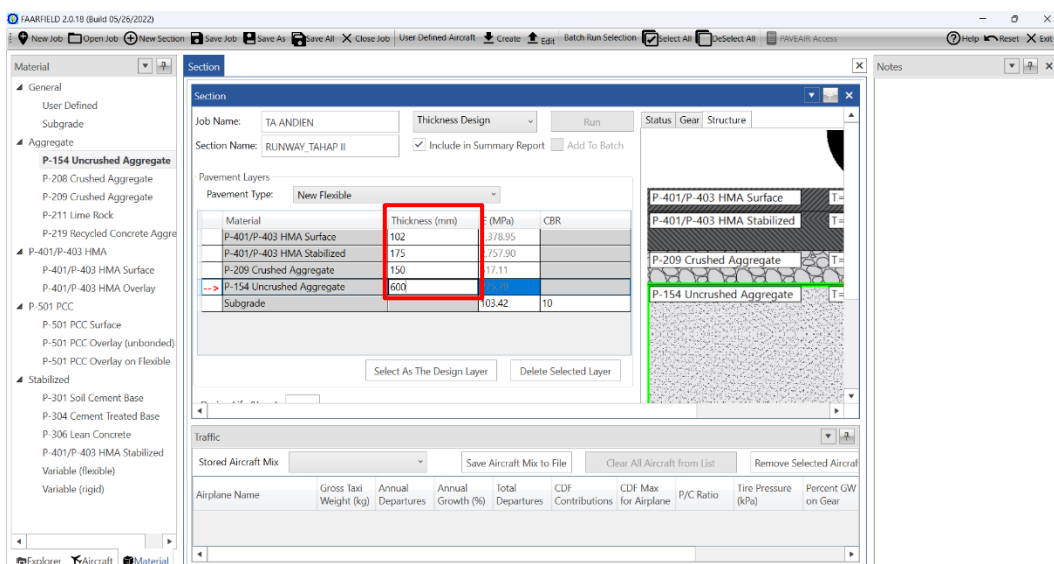 FAARFIELD 2.0.18 (Build 05/26/2022)
New Job Open Job New Section Save Job Save As Save All Close Job User Defined Aircraft Create Edit Batch Run Selection Select All DeSelect All PAVEAIR Access Help Reset Exit
Material
General
User Defined
Subgrade
Aggregate
P-154 Uncrushed Aggregate
P-208 Crushed Aggregate
P-209 Crushed Aggregate
P-211 Lime Rock
P-219 Recycled Concrete Aggre
P-401/P-403 HMA
P-401/P-403 HMA Surface
P-401/P-403 HMA Overlay
P-501 PCC
P-501 PCC Surface
P-501 PCC Overlay (unbonded)
P-501 PCC Overlay on Flexible
Stabilized
P-301 Soil Cement Base
P-304 Cement Treated Base
P-306 Lean Concrete
P-401/P-403 HMA Stabilized
Variable (flexible)
Variable (rigid)
Explorer Aircraft Material
Section
Section
Job Name: TA ANDIEN Thickness Design Run
Section Name: RUNWAY_TAHAP II Include in Summary Report Add To Batch
Pavement Layers
Pavement Type: New Flexible
Material Thickness (mm) E (MPa) CBR
P-401/P-403 HMA Surface 102 ,378.95
P-401/P-403 HMA Stabilized 175 ,757.90
P-209 Crushed Aggregate 150 17.11
--> P-154 Uncrushed Aggregate 600
Subgrade 103.42 10
Select As The Design Layer Delete Selected Layer
Status Gear Structure
P-401/P-403 HMA Surface T=
P-401/P-403 HMA Stabilized T=
P-209 Crushed Aggregate T=
P-154 Uncrushed Aggregate T=
Traffic
Stored Aircraft Mix Save Aircraft Mix to File Clear All Aircraft from List Remove Selected Aircraf
Airplane Name Gross Taxi Weight (kg) Annual Departures Annual Growth (%) Total Departures CDF Contributions CDF Max for Airplane P/C Ratio Tire Pressure (kPa) Percent GW on Gear
Notes